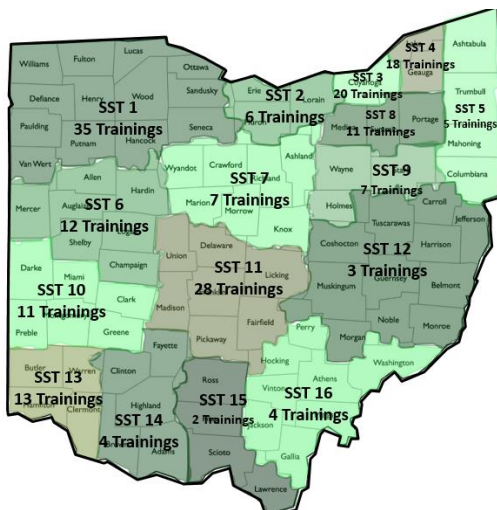 Lucas
Fulton
Williams
Ottawa
Defiance
Henry
Wood
Sandusky
SST 1
35 Trainings
Paulding
Seneca
Putnam
Hancock
Van Wert
Erie
Lorain
SST 2
6 Trainings
Huron
SST 3
Cuyahoga
20 Trainings
SST 4
18 Trainings
Geauga
Ashtabula
Trumbull
SST 5
5 Trainings
Mahoning
Columbiana
SST 8
Portage
11 Trainings
Wyandot
Crawford
Richland
Ashland
SST 7
7 Trainings
Marion
Morrow
Knox
Wayne
SST 9
7 Trainings
Holmes
Allen
Hardin
Mercer
Auglaize
SST 6
12 Trainings
Shelby
Champaign
Carroll
Jefferson
Tuscarawas
Coshocton
Harrison
SST 12
3 Trainings
Muskingum
Guernsey
Belmont
Noble
Monroe
Morgan
Union
Delaware
Licking
SST 11
28 Trainings
Madison
Fairfield
Pickaway
Darke
Miami
Clark
SST 10
11 Trainings
Preble
Greene
Fayette
Perry
Hocking
Washington
Athens
Vinton
SST 16
4 Trainings
Jackson
Gallia
Butler
Warren
SST 13
13 Trainings
Hamilton
Clermont
Clinton
Highland
SST 14
4 Trainings
Brown
Adams
Ross
SST 15
2 Trainings
Scioto
Lawrence